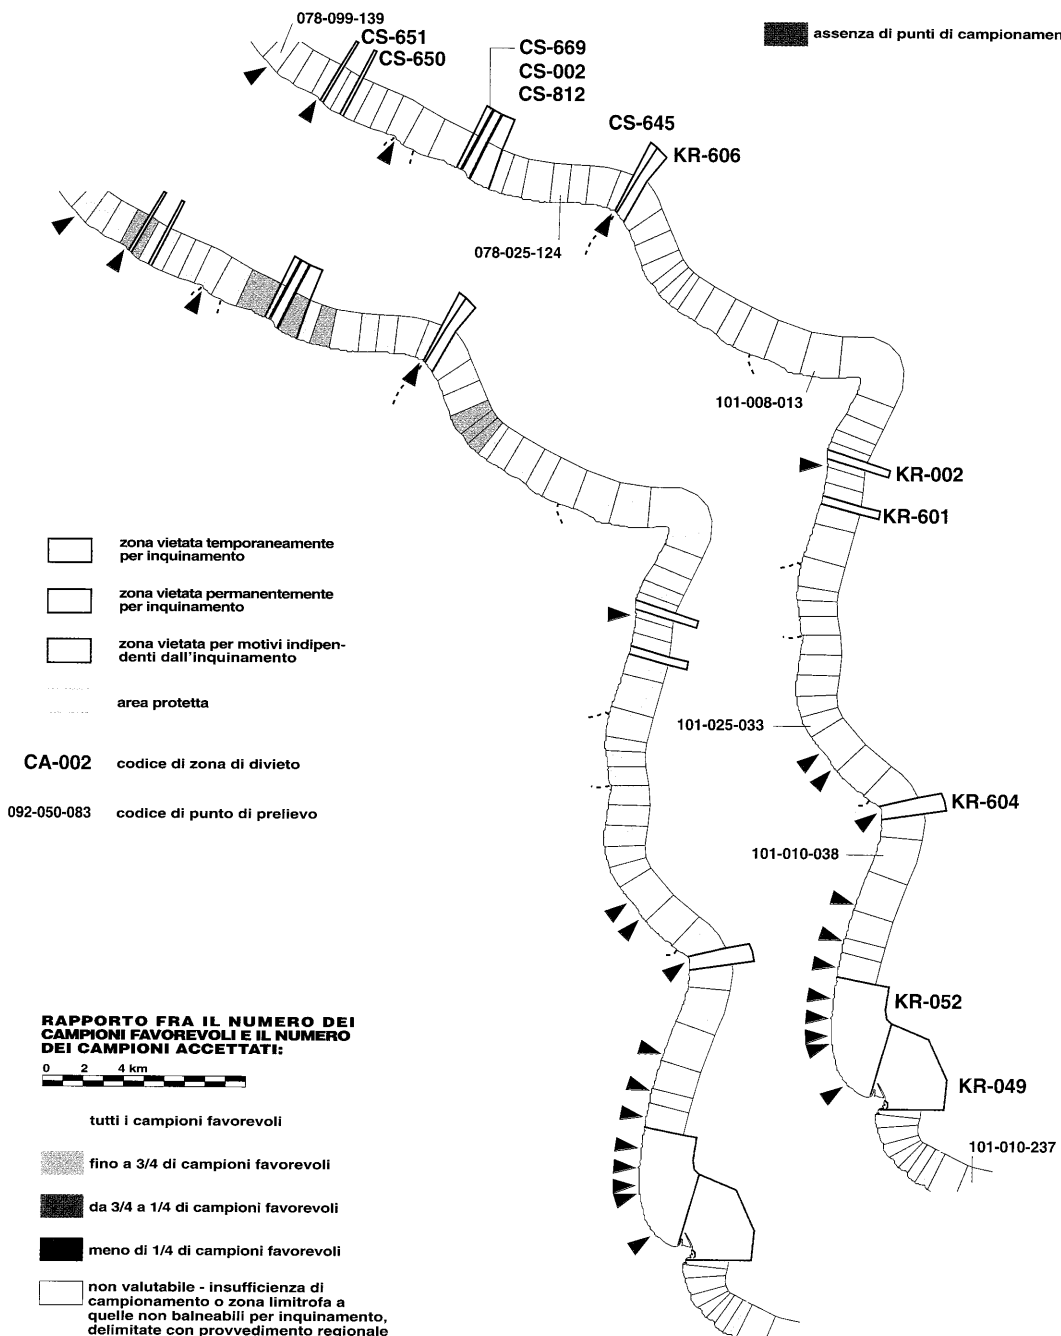 078-099-139
CS-651
CS-650
CS-669
CS-002
CS-812
CS-645
KR-606
assenza di punti di
078-025-124
101-008-013
KR-002
KR-601
101-025-033
KR-604
101-010-038
KR-052
KR-049
101-010-237
zona vietata temporaneamente
per inquinamento
zona vietata permanentemente
per inquinamento
zona vietata per motivi indipen-
denti dall'inquinamento
area protetta
CA-002 codice di zona di divieto
092-050-083 codice di punto di prelievo
RAPPORTO FRA IL NUMERO DEI
CAMPIONI FAVOREVOLI E IL NUMERO
DEI CAMPIONI ACCETTATI:
0 2 4 km
tutti i campioni favorevoli
fino a 3/4 di campioni favorevoli
da 3/4 a 1/4 di campioni favorevoli
meno di 1/4 di campioni favorevoli
non valutabile - insufficienza di
campionamento o zona limitrofa a
quelle non balneabili per inquinamento,
delimitate con provvedimento regionale